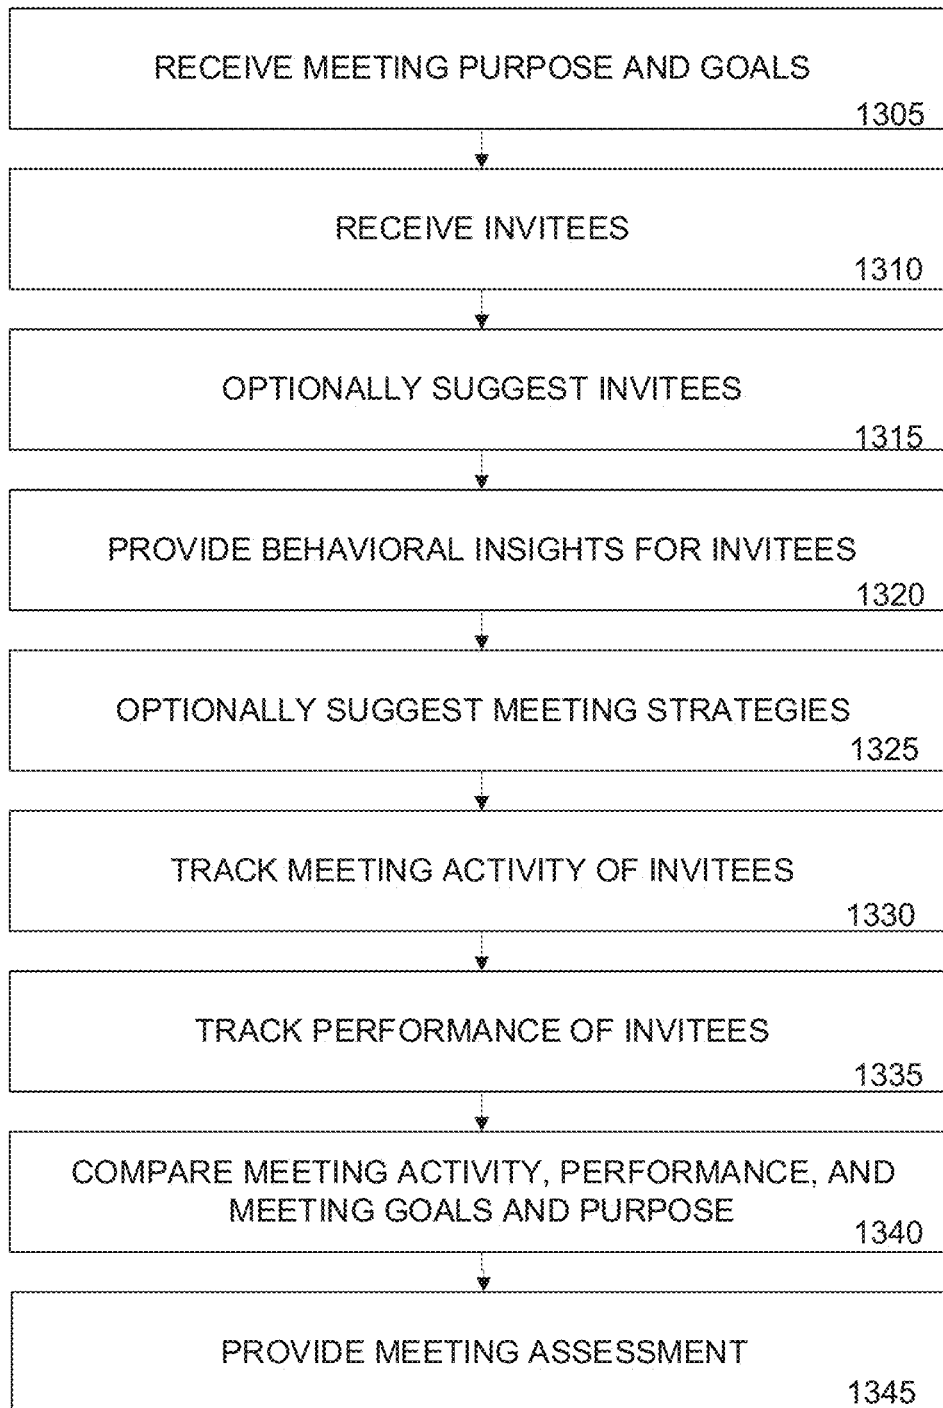 RECEIVE MEETING PURPOSE AND GOALS
1305
RECEIVE INVITEES
1310
OPTIONALLY SUGGEST INVITEES
1315
PROVIDE BEHAVIORAL INSIGHTS FOR INVITEES
1320
OPTIONALLY SUGGEST MEETING STRATEGIES
1325
TRACK MEETING ACTIVITY OF INVITEES
1330
TRACK PERFORMANCE OF INVITEES
1335
COMPARE MEETING ACTIVITY, PERFORMANCE, AND
MEETING GOALS AND PURPOSE
1340
PROVIDE MEETING ASSESSMENT
1345